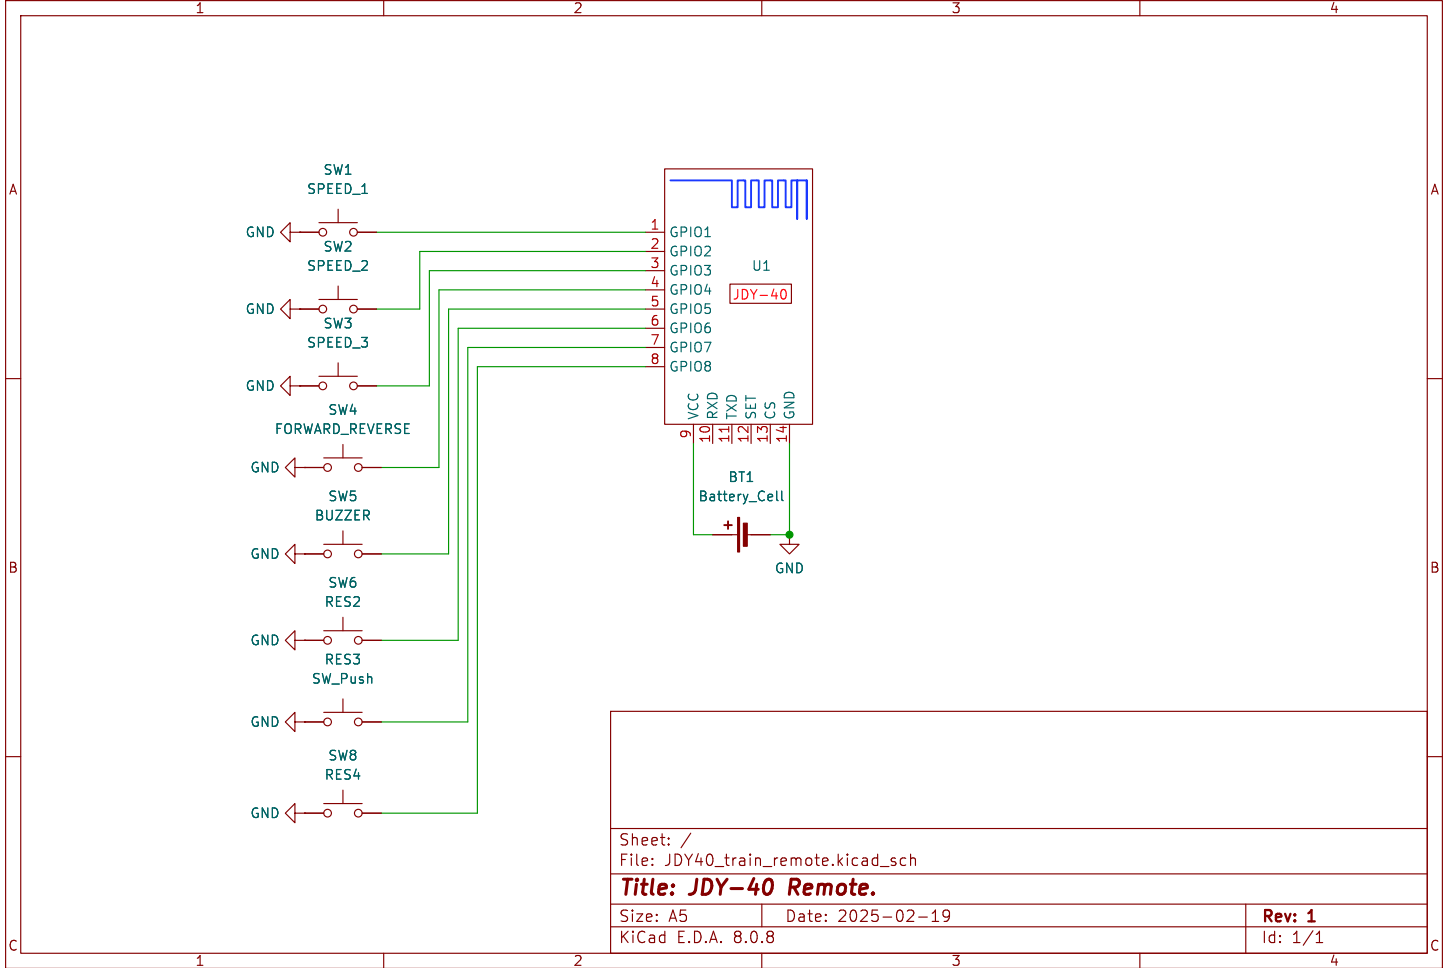 1 2 3 4
A A
SW1
SPEED_1
GND
SW2
SPEED_2
GND
SW3
SPEED_3
GND
SW4
FORWARD_REVERSE
GND
SW5
BUZZER
GND
SW6
RES2
GND
RES3
SW_Push
GND
SW8
RES4
GND
1 GPIO1
2 GPIO2
3 GPIO3
4 GPIO4
5 GPIO5
6 GPIO6
7 GPIO7
8 GPIO8
U1
JDY-40
VCC RXD TXD SET CS GND
9 10 11 12 13 14
BT1
Battery_Cell
+
GND
B B
Sheet: /
File: JDY40_train_remote.kicad_sch
Title: JDY-40 Remote.
Size: A5 Date: 2025-02-19 Rev: 1
KiCad E.D.A. 8.0.8 Id: 1/1
C C
1 2 3 4